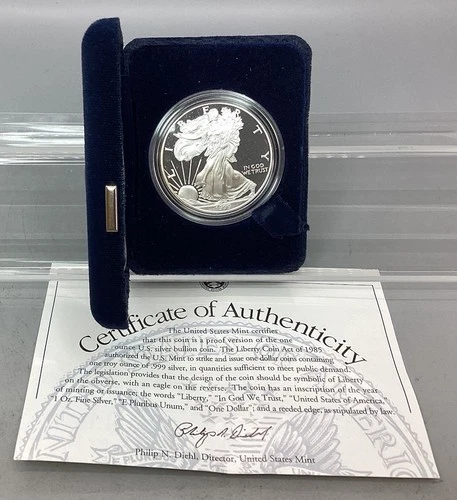 LIBERTY
IN GOD
WE TRUST
Certificate of Authenticity
The United States Mint certifies
that this coin is a proof version of the one
ounce U.S. silver bullion coin. The Liberty Coin Act of 1985
authorized the U.S. Mint to strike and issue one dollar coins containing
one troy ounce of .999 silver, in quantities sufficient to meet public demand.
The legislation provides that the design of the coin should be symbolic of Liberty
on the obverse, with an eagle on the reverse. The coin has an inscription of the year
of minting or issuance; the words "Liberty," "In God We Trust," "United States of America,"
"1 Oz. Fine Silver," "E Pluribus Unum," and "One Dollar"; and a reeded edge, as stipulated by law.
Philip N. Diehl
Philip N. Diehl, Director, United States Mint